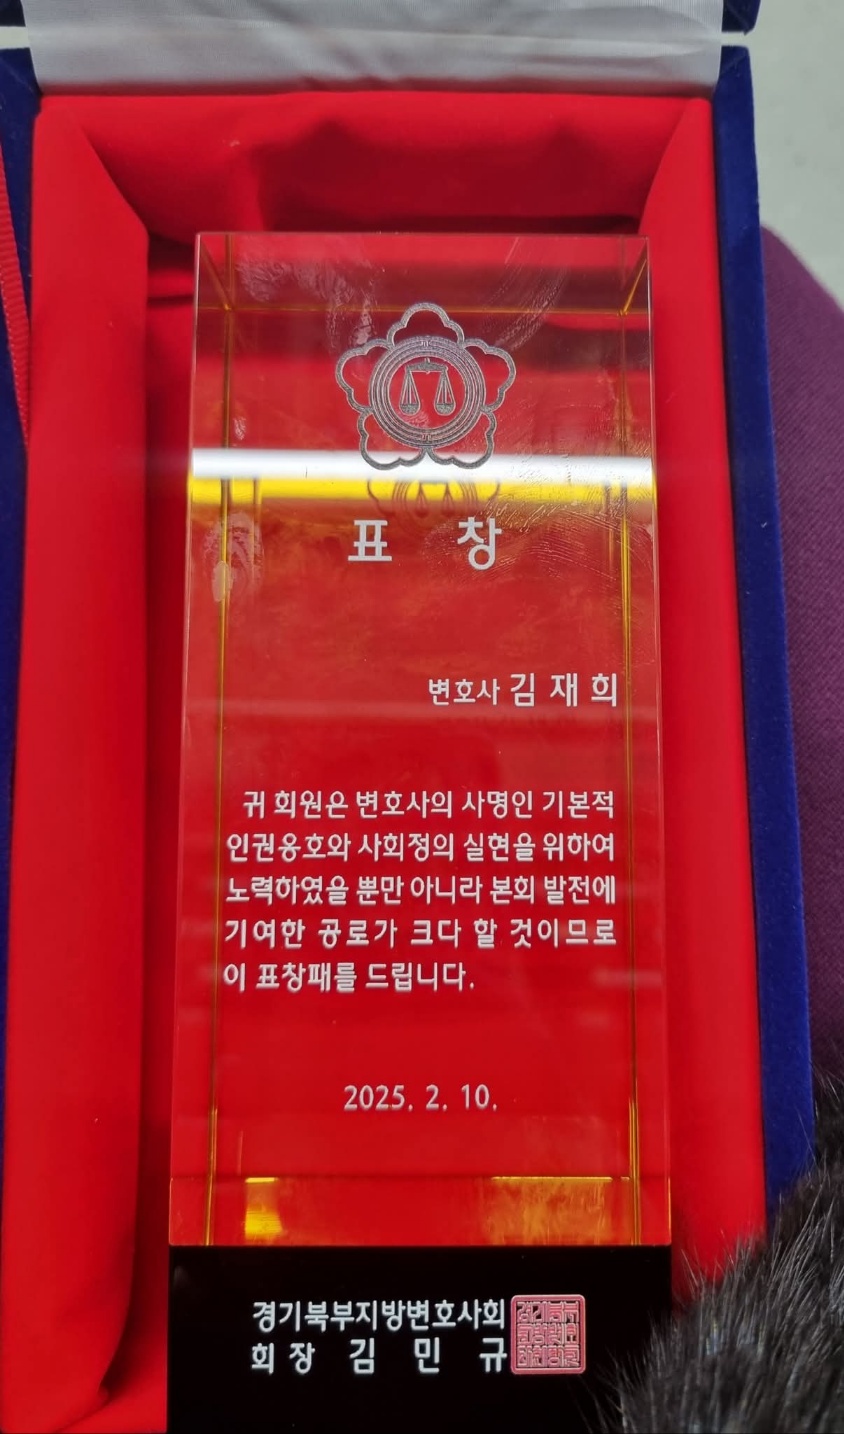 표 창
변호사 김 재 희
귀 회원은 변호사의 사명인 기본적
인권옹호와 사회정의 실현을 위하여
노력하였을 뿐만 아니라 본회 발전에
기여한 공로가 크다 할 것이므로
이 표창패를 드립니다.
2025. 2. 10.
경기북부지방변호사회
회 장 김 민 규